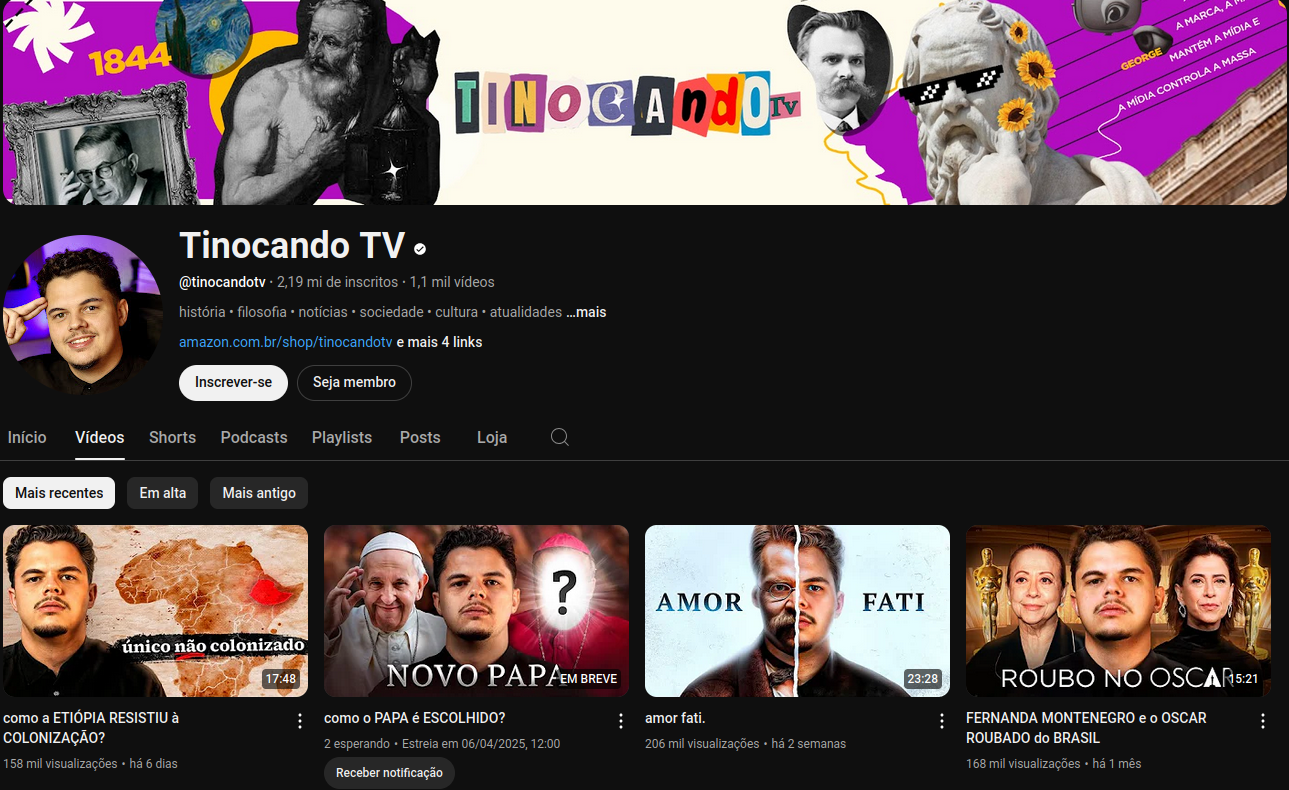 1844
TINOCANDO TV
A MARCA, A M
GEORGE MANTÉM A MÍDIA E
A MÍDIA CONTROLA A MASSA
Tinocando TV
@tinocandotv • 2,19 mi de inscritos • 1,1 mil vídeos
história • filosofia • notícias • sociedade • cultura • atualidades ...mais
amazon.com.br/shop/tinocandotv e mais 4 links
Inscrever-se Seja membro
Início Vídeos Shorts Podcasts Playlists Posts Loja
Mais recentes Em alta Mais antigo
único não colonizado
17:48
NOVO PAPA
EM BREVE
AMOR FATI
23:28
ROUBO NO OSCAR
15:21
como a ETIÓPIA RESISTIU à
COLONIZAÇÃO?
158 mil visualizações • há 6 dias
como o PAPA é ESCOLHIDO?
2 esperando • Estreia em 06/04/2025, 12:00
Receber notificação
amor fati.
206 mil visualizações • há 2 semanas
FERNANDA MONTENEGRO e o OSCAR
ROUBADO do BRASIL
168 mil visualizações • há 1 mês